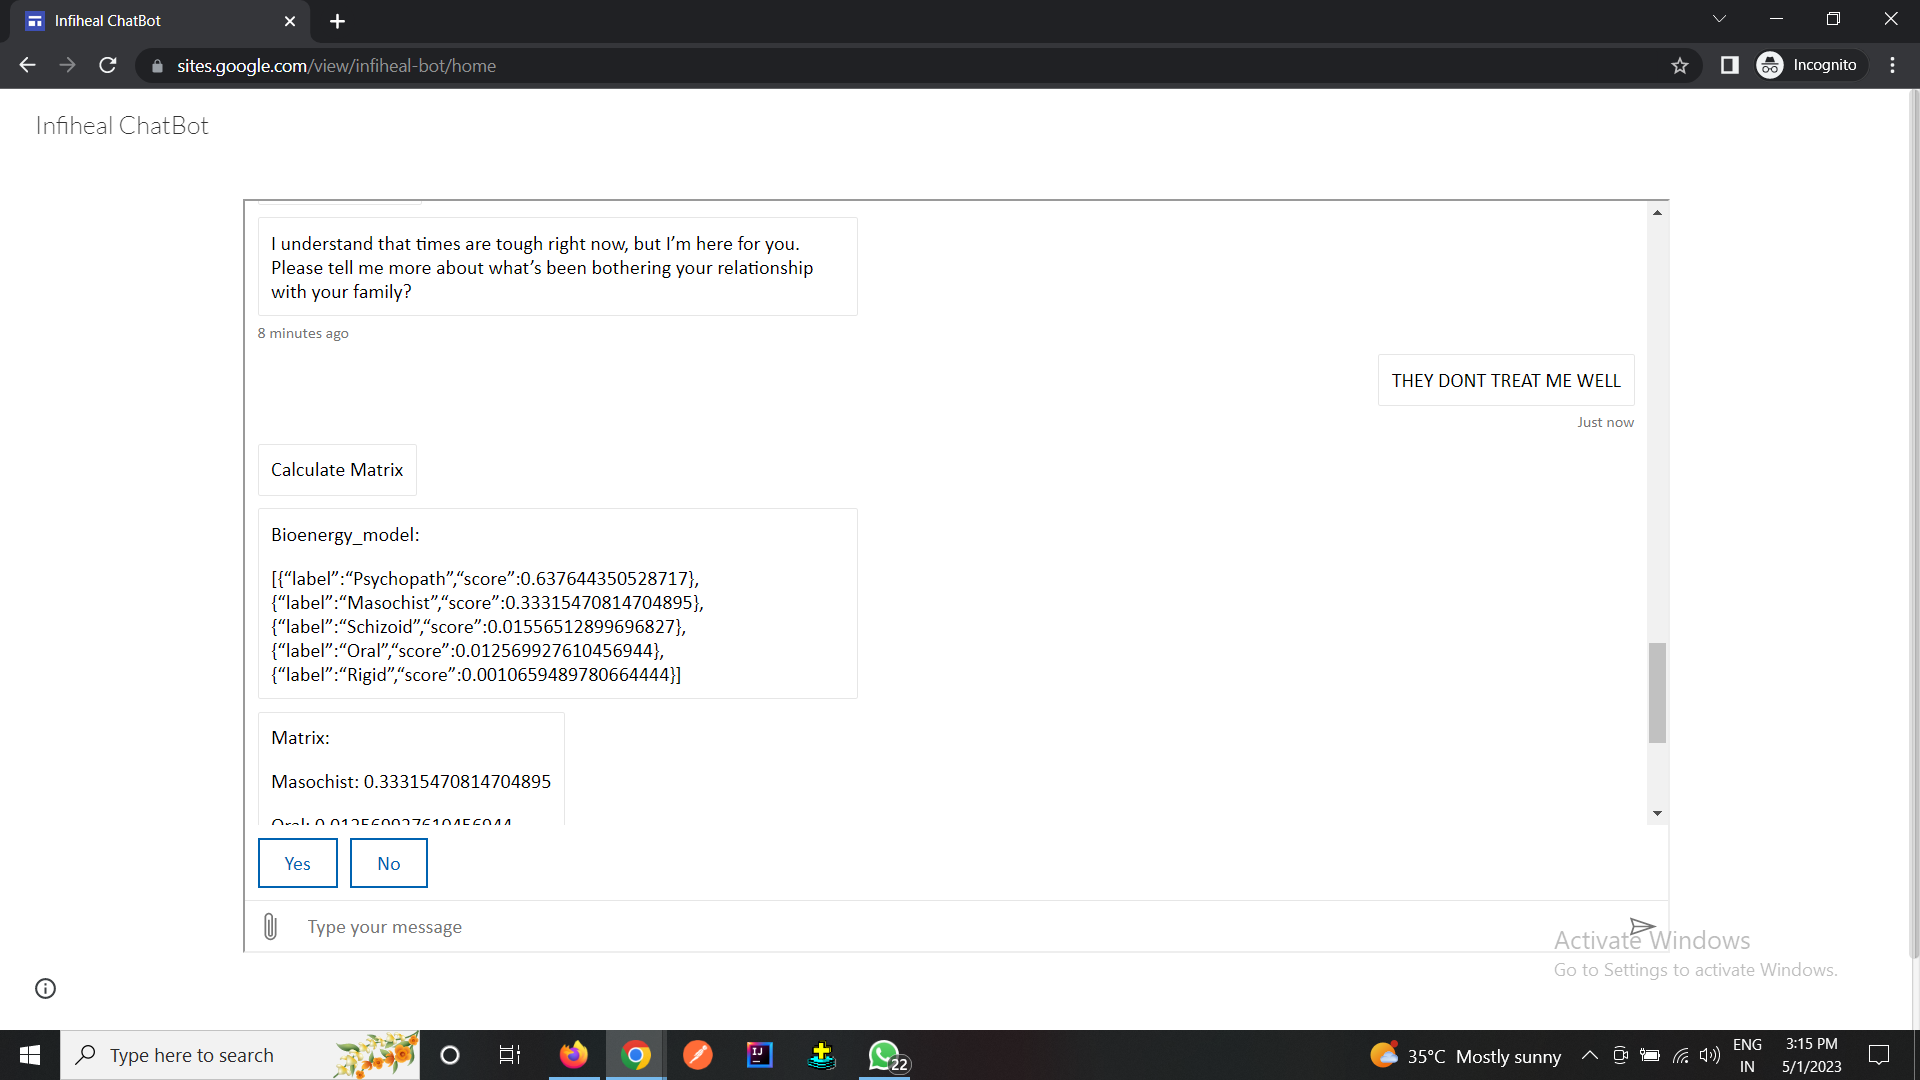 Infiheal ChatBot
sites.google.com/view/infiheal-bot/home
Incognito
Infiheal ChatBot
I understand that times are tough right now, but I’m here for you.
Please tell me more about what’s been bothering your relationship
with your family?
8 minutes ago
THEY DONT TREAT ME WELL
Just now
Calculate Matrix
Bioenergy_model:
[{“label”:“Psychopath”,“score”:0.637644350528717},
{“label”:“Masochist”,“score”:0.33315470814704895},
{“label”:“Schizoid”,“score”:0.01556512899696827},
{“label”:“Oral”,“score”:0.012569927610456944},
{“label”:“Rigid”,“score”:0.0010659489780664444}]
Matrix:
Masochist: 0.33315470814704895
Oral: 0.012569927610456944
Yes
No
Type your message
Activate Windows
Go to Settings to activate Windows.
Type here to search
22
35°C Mostly sunny
ENG
IN
3:15 PM
5/1/2023